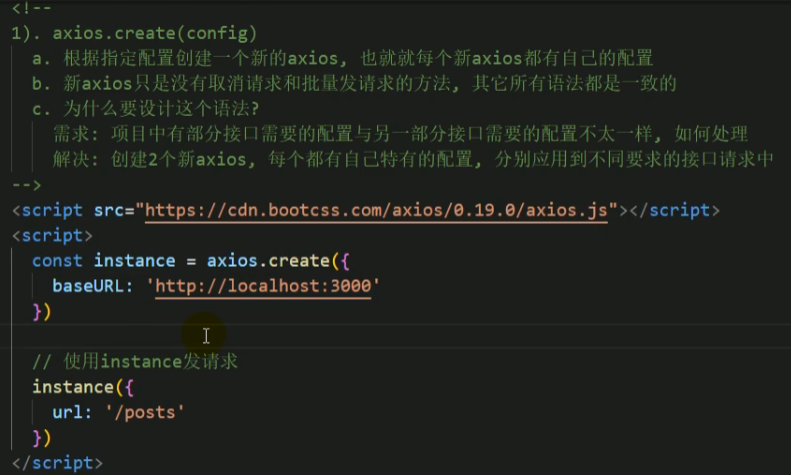 <!--
1). axios.create(config)
a. 根据指定配置创建一个新的axios, 也就就每个新axios都有自己的配置
b. 新axios只是没有取消请求和批量发请求的方法, 其它所有语法都是一致的
c. 为什么要设计这个语法?
需求: 项目中有部分接口需要的配置与另一部分接口需要的配置不太一样, 如何处理
解决: 创建2个新axios, 每个都有自己特有的配置, 分别应用到不同要求的接口请求中
-->
<script src="https://cdn.bootcss.com/axios/0.19.0/axios.js"></script>
<script>
const instance = axios.create({
baseURL: 'http://localhost:3000'
})
// 使用instance发请求
instance({
url: '/posts'
})
</script>